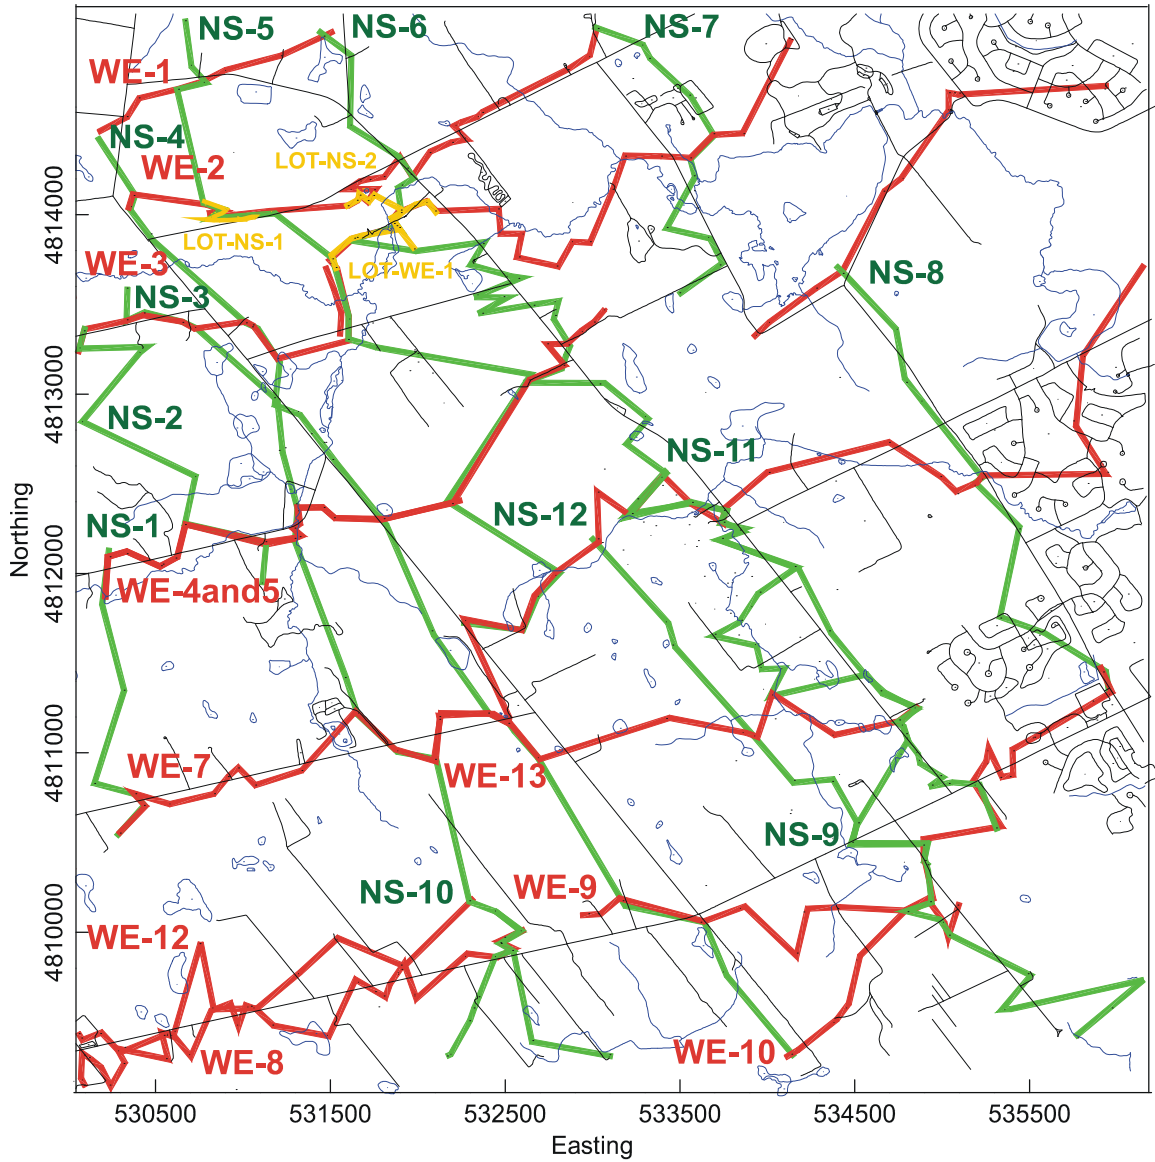 NS-5
NS-6
NS-7
WE-1
NS-4
WE-2
LOT-NS-2
LOT-NS-1
LOT-WE-1
WE-3
NS-3
NS-8
NS-2
NS-11
NS-12
NS-1
WE-4and5
WE-7
WE-13
NS-9
NS-10
WE-9
WE-12
WE-8
WE-10
4814000
4813000
4812000
4811000
4810000
Northing
530500
531500
532500
533500
534500
535500
Easting